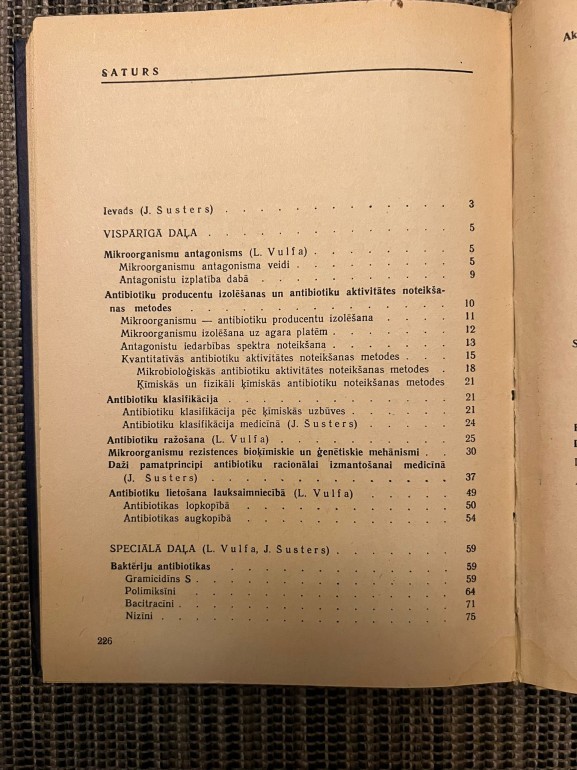 SATURS
Ievads (J. Susters) . . . . . . . . . . 3
VISPĀRĪGĀ DAĻA . . . . . . . . . . 5
Mikroorganismu antagonisms (L. Vulfa) . . . . . . 5
Mikroorganismu antagonisma veidi . . . . . . 5
Antagonistu izplatība dabā . . . . . . . . 9
Antibiotiku producentu izolēšanas un antibiotiku aktivitātes noteikša-
nas metodes . . . . . . . . . . 10
Mikroorganismu — antibiotiku producentu izolēšana . . . . 11
Mikroorganismu izolēšana uz agara platēm . . . . . 12
Antagonistu iedarbības spektra noteikšana . . . . . 13
Kvantitatīvās antibiotiku aktivitātes noteikšanas metodes . . . 15
Mikrobioloģiskās antibiotiku aktivitātes noteikšanas metodes . 18
Ķīmiskās un fizikāli ķīmiskās antibiotiku noteikšanas metodes 21
Antibiotiku klasifikācija . . . . . . . . . 21
Antibiotiku klasifikācija pēc ķīmiskās uzbūves . . . . . 21
Antibiotiku klasifikācija medicīnā (J. Susters) . . . . 24
Antibiotiku ražošana (L. Vulfa) . . . . . . . . 25
Mikroorganismu rezistences bioķīmiskie un ģenētiskie mehānismi . . 30
Daži pamatprincipi antibiotiku racionālai izmantošanai medicīnā
(J. Susters) . . . . . . . . . . 37
Antibiotiku lietošana lauksaimniecībā (L. Vulfa) . . . . . 49
Antibiotikas lopkopībā . . . . . . . . . 50
Antibiotikas augkopībā . . . . . . . . . 54
SPECIĀLĀ DAĻA (L. Vulfa, J. Susters) . . . . . . 59
Baktēriju antibiotikas . . . . . . . . . . 59
Gramicidīns S . . . . . . . . . . . 59
Polimiksīni . . . . . . . . . . . 64
Bacitracīni . . . . . . . . . . . 71
Nizīni . . . . . . . . . . . . 75
226
Ak